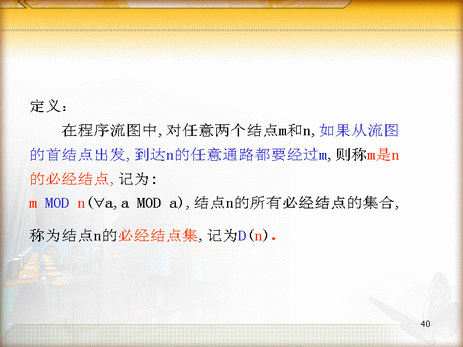 定义:
在程序流图中,对任意两个结点m和n,如果从流图
的首结点出发,到达n的任意通路都要经过m,则称m是n
的必经结点,记为:
m MOD n(∀a,a MOD a),结点n的所有必经结点的集合,
称为结点n的必经结点集,记为D(n).
40